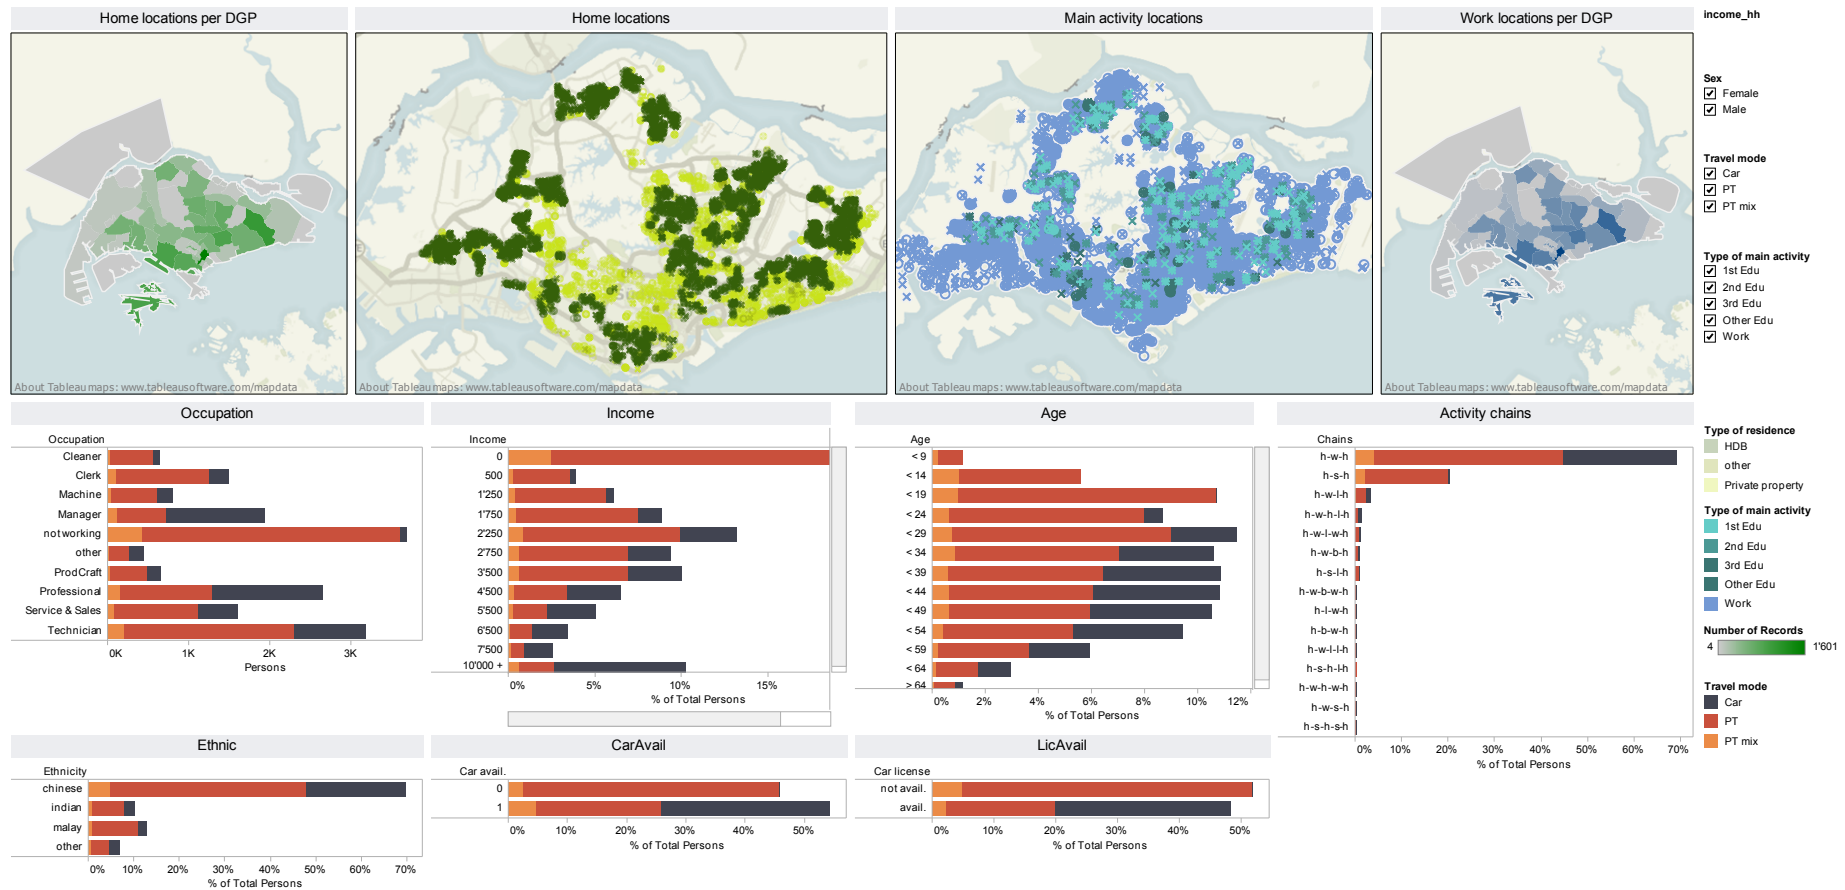 Home locations per DGP
Home locations
Main activity locations
Work locations per DGP
About Tableau maps: www.tableausoftware.com/mapdata
About Tableau maps: www.tableausoftware.com/mapdata
About Tableau maps: www.tableausoftware.com/mapdata
About Tableau maps: www.tableausoftware.com/mapdata
income_hh
Sex
Female
Male
Travel mode
Car
PT
PT mix
Type of main activity
1st Edu
2nd Edu
3rd Edu
Other Edu
Work
Occupation
Occupation
Cleaner
Clerk
Machine
Manager
notworking
other
ProdCraft
Professional
Service & Sales
Technician
0K 1K 2K 3K
Persons
Income
Income
0
500
1'250
1'750
2'250
2'750
3'500
4'500
5'500
6'500
7'500
10'000 +
0% 5% 10% 15%
% of Total Persons
Age
Age
< 9
< 14
< 19
< 24
< 29
< 34
< 39
< 44
< 49
< 54
< 59
< 64
> 64
0% 2% 4% 6% 8% 10% 12%
% of Total Persons
Activity chains
Chains
h-w-h
h-s-h
h-w-l-h
h-w-h-l-h
h-w-l-w-h
h-w-b-h
h-s-l-h
h-w-b-w-h
h-l-w-h
h-b-w-h
h-w-l-l-h
h-s-h-l-h
h-w-h-w-h
h-w-s-h
h-s-h-s-h
0% 10% 20% 30% 40% 50% 60% 70%
% of Total Persons
Type of residence
HDB
other
Private property
Type of main activity
1st Edu
2nd Edu
3rd Edu
Other Edu
Work
Number of Records
4 1'601
Travel mode
Car
PT
PT mix
Ethnic
Ethnicity
chinese
indian
malay
other
0% 10% 20% 30% 40% 50% 60% 70%
% of Total Persons
CarAvail
Car avail.
0
1
0% 10% 20% 30% 40% 50%
% of Total Persons
LicAvail
Car license
not avail.
avail.
0% 10% 20% 30% 40% 50%
% of Total Persons